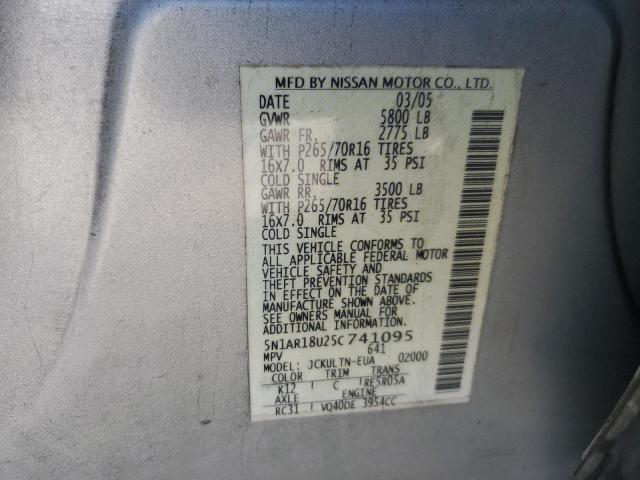 MFD BY NISSAN MOTOR CO., LTD.
DATE 03/05
GVWR 5800 LB
GAWR FR. 2775 LB
WITH P265/70R16 TIRES
16X7.0 RIMS AT 35 PSI
COLD SINGLE
GAWR RR. 3500 LB
WITH P265/70R16 TIRES
16X7.0 RIMS AT 35 PSI
COLD SINGLE
THIS VEHICLE CONFORMS TO
ALL APPLICABLE FEDERAL MOTOR
VEHICLE SAFETY AND
THEFT PREVENTION STANDARDS
IN EFFECT ON THE DATE OF
MANUFACTURE SHOWN ABOVE.
SEE OWNERS MANUAL FOR
ADDITIONAL INFORMATION.
5N1AR18U25C741095
MPV 641
MODEL: JCKULTN-EUA 02000
COLOR TRIM TRANS
K12 C RE5R05A
AXLE ENGINE
RC31 VQ40DE 3954CC